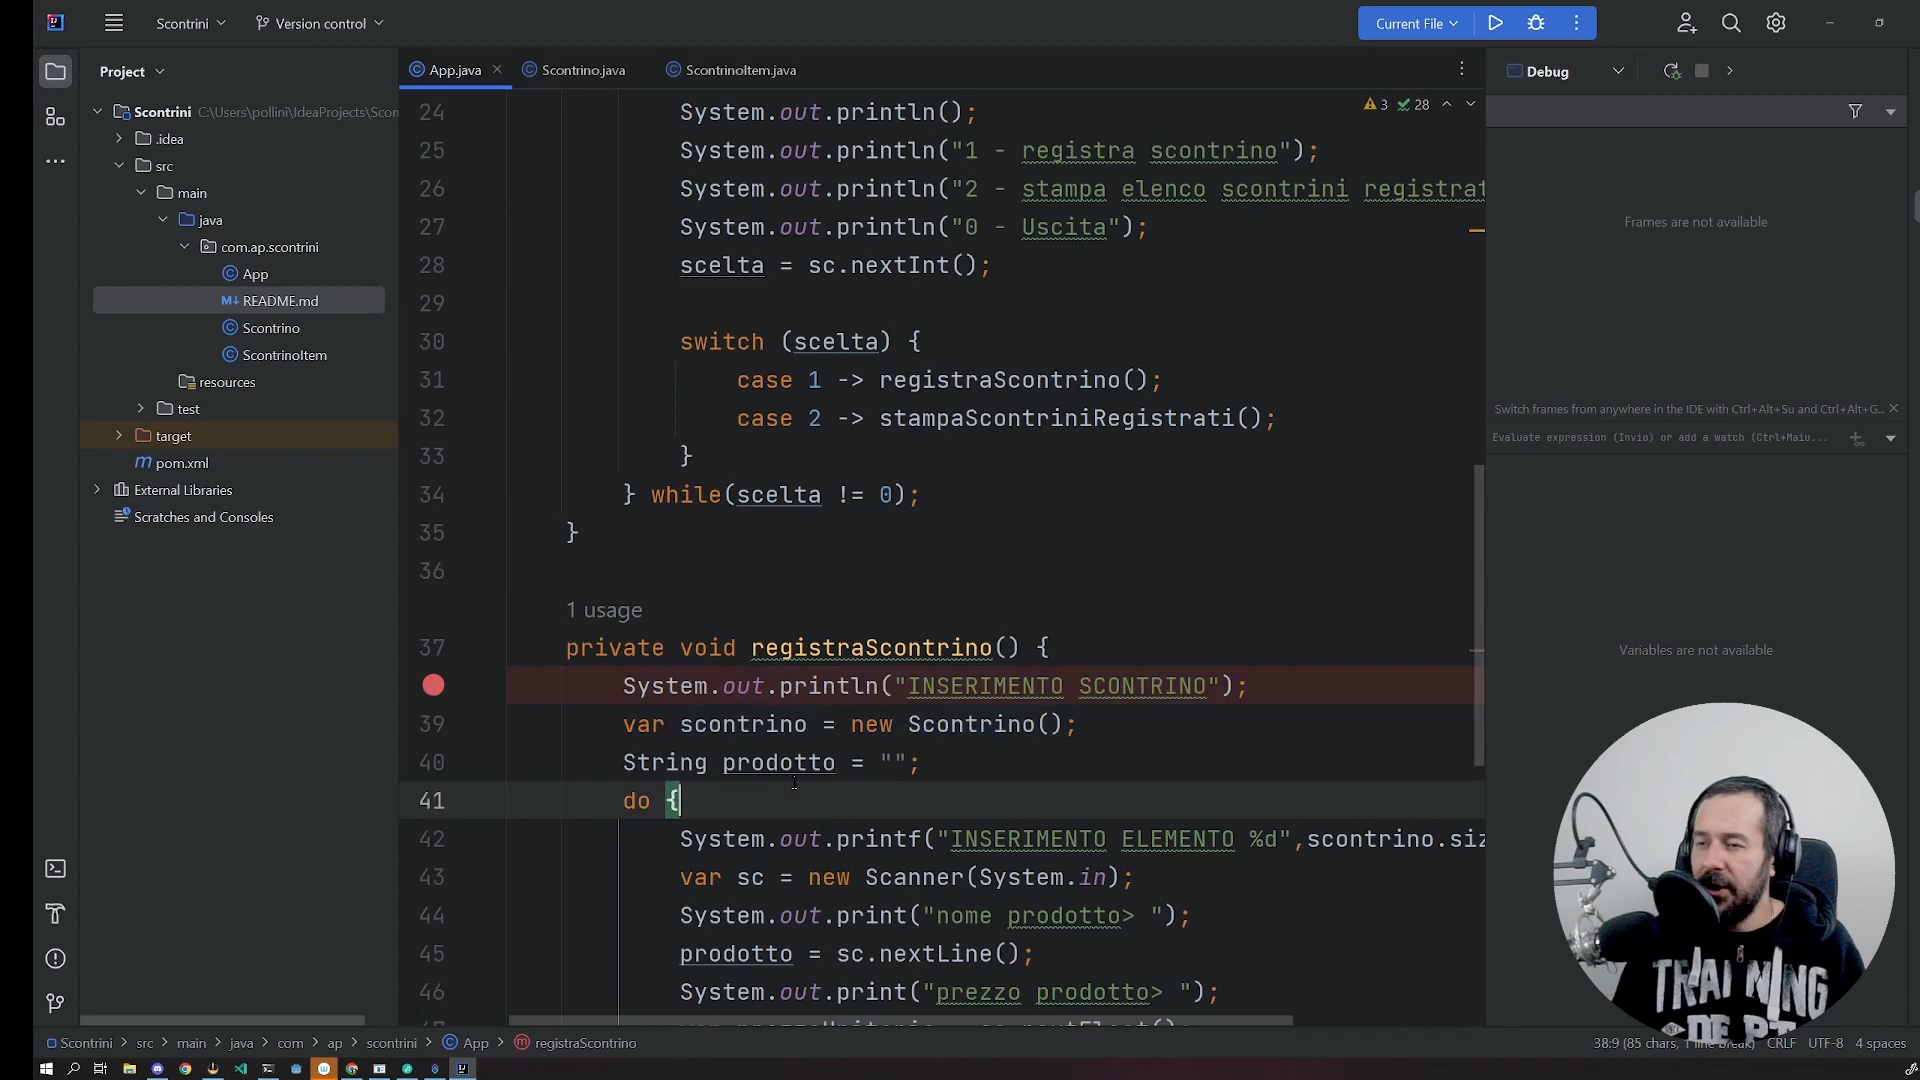 Scontrini
Version control
Current File
Project
App.java
Scontrino.java
ScontrinoItem.java
Debug
Scontrini C:\Users\pollini\IdeaProjects\Scon
.idea
src
main
java
com.ap.scontrini
App
README.md
Scontrino
ScontrinoItem
resources
test
target
pom.xml
External Libraries
Scratches and Consoles
3 28
24 System.out.println();
25 System.out.println("1 - registra scontrino");
26 System.out.println("2 - stampa elenco scontrini registrat
27 System.out.println("0 - Uscita");
28 scelta = sc.nextInt();
29
30 switch (scelta) {
31 case 1 -> registraScontrino();
32 case 2 -> stampaScontriniRegistrati();
33 }
34 } while(scelta != 0);
35 }
36
1 usage
37 private void registraScontrino() {
System.out.println("INSERIMENTO SCONTRINO");
39 var scontrino = new Scontrino();
40 String prodotto = "";
41 do {
42 System.out.printf("INSERIMENTO ELEMENTO %d",scontrino.siz
43 var sc = new Scanner(System.in);
44 System.out.print("nome prodotto> ");
45 prodotto = sc.nextLine();
46 System.out.print("prezzo prodotto> ");
Frames are not available
Switch frames from anywhere in the IDE with Ctrl+Alt+Su and Ctrl+Alt+G...
Evaluate expression (Invio) or add a watch (Ctrl+Maiu...
Variables are not available
TRAINING
DEPT
Scontrini > src > main > java > com > ap > scontrini > App > registraScontrino
38:9 (85 chars, 1 line break) CRLF UTF-8 4 spaces